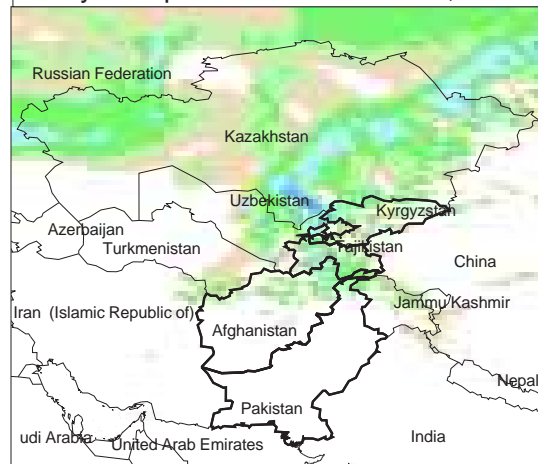 Russian Federation
Kazakhstan
Uzbekistan
Kyrgyzstan
Azerbaijan
Turkmenistan
Tajikistan
China
Iran (Islamic Republic of)
Jammu/Kashmir
Afghanistan
Nepal
Pakistan
udi Arabia
United Arab Emirates
India